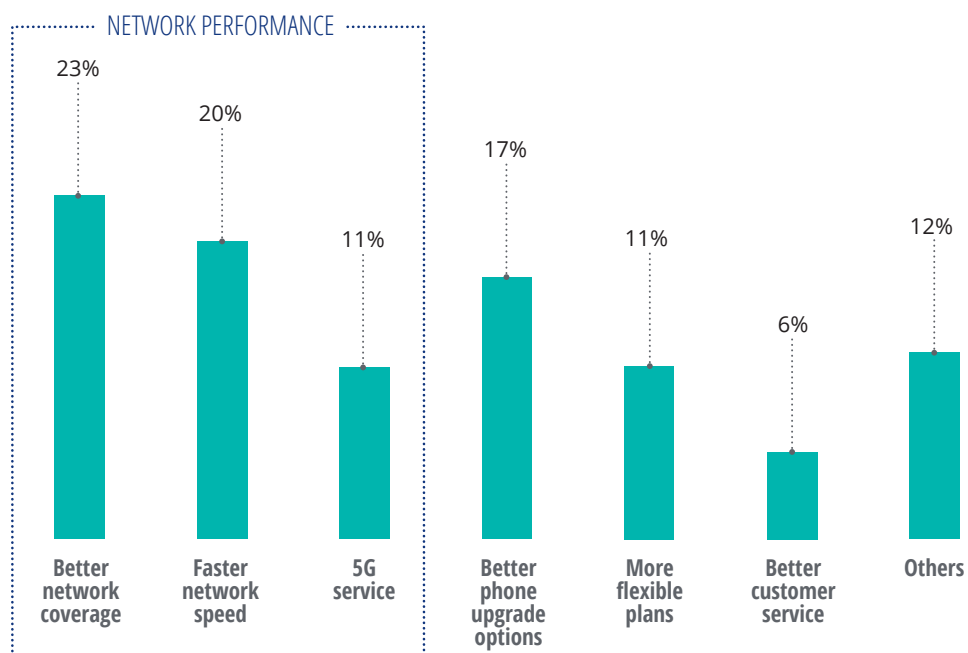 NETWORK PERFORMANCE
23%
20%
11%
17%
11%
6%
12%
Better
network
coverage
Faster
network
speed
5G
service
Better
phone
upgrade
options
More
flexible
plans
Better
customer
service
Others